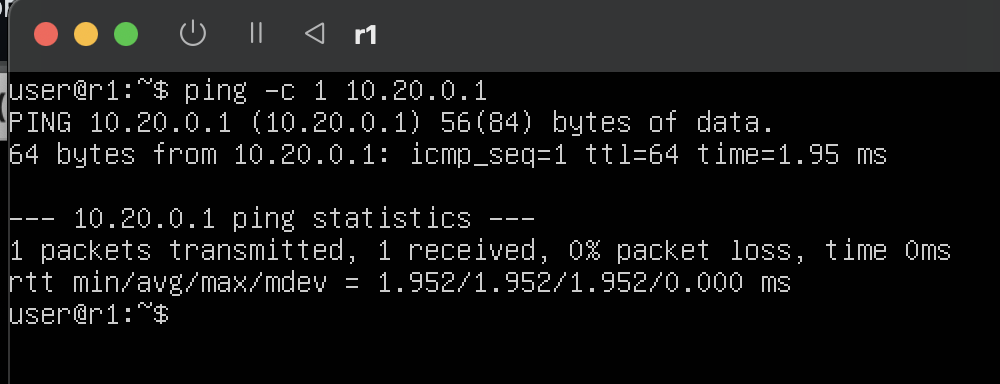 r1
user@r1:~$ ping -c 1 10.20.0.1
PING 10.20.0.1 (10.20.0.1) 56(84) bytes of data.
64 bytes from 10.20.0.1: icmp_seq=1 ttl=64 time=1.95 ms
--- 10.20.0.1 ping statistics ---
1 packets transmitted, 1 received, 0% packet loss, time 0ms
rtt min/avg/max/mdev = 1.952/1.952/1.952/0.000 ms
user@r1:~$